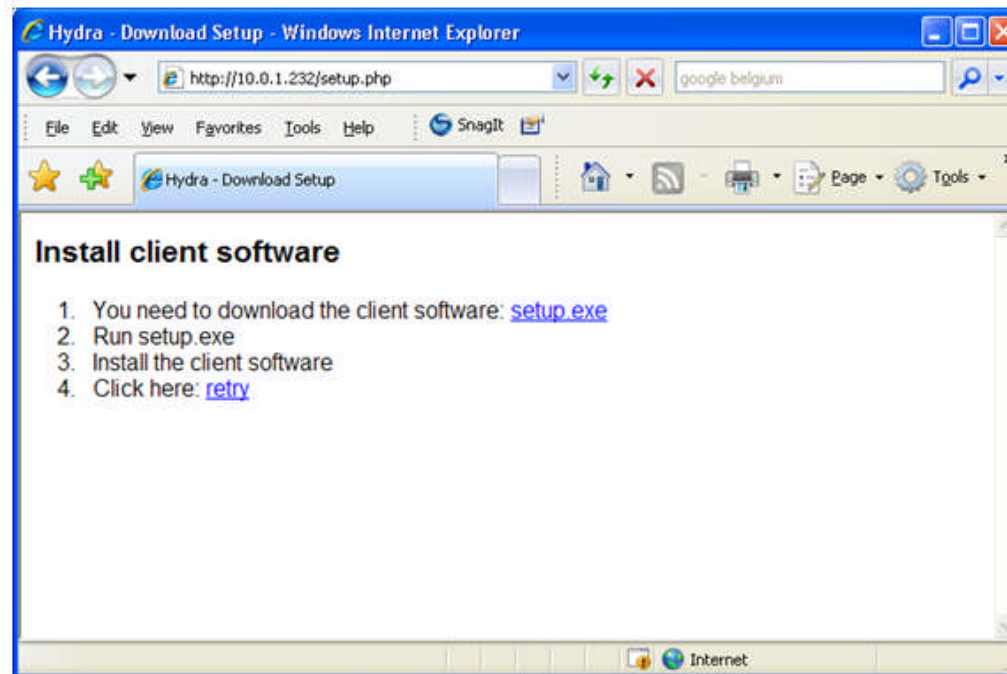 Hydra - Download Setup - Windows Internet Explorer
http://10.0.1.232/setup.php
google belgium
File Edit View Favorites Tools Help SnagIt
Hydra - Download Setup
Page Tools
Install client software
1. You need to download the client software: setup.exe
2. Run setup.exe
3. Install the client software
4. Click here: retry
Internet